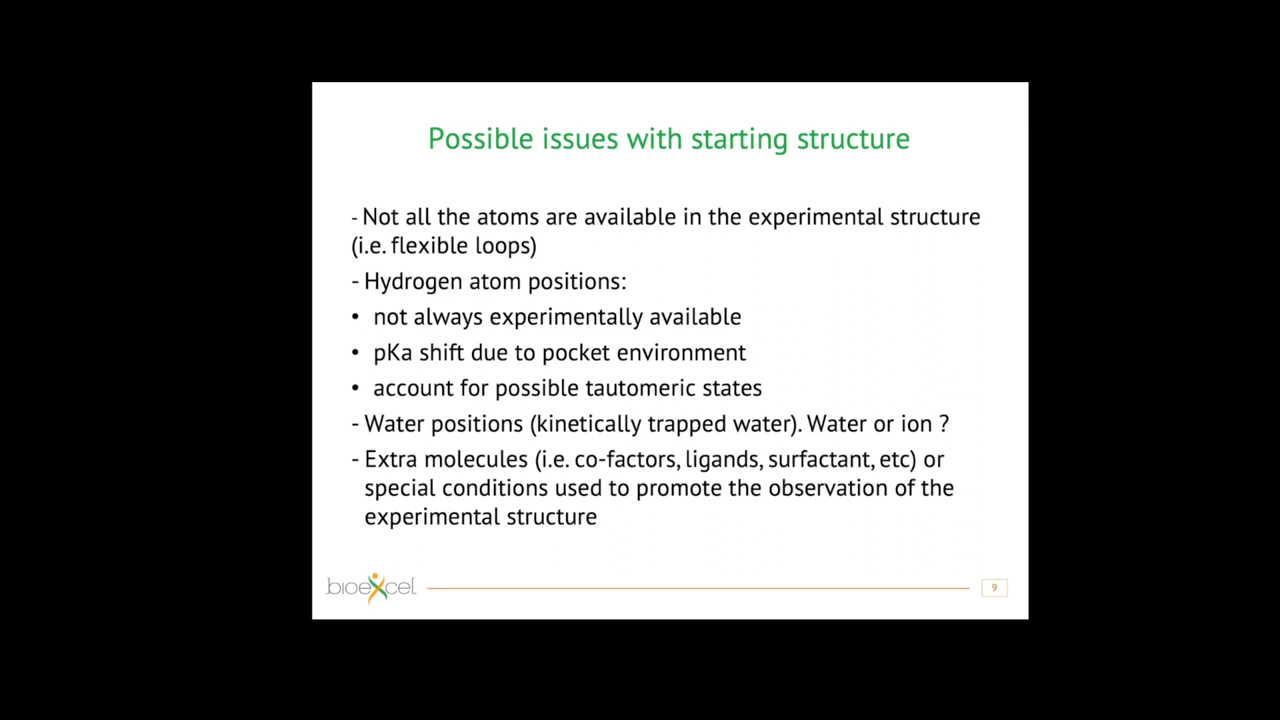 Possible issues with starting structure
- Not all the atoms are available in the experimental structure
(i.e. flexible loops)
- Hydrogen atom positions:
• not always experimentally available
• pKa shift due to pocket environment
• account for possible tautomeric states
- Water positions (kinetically trapped water). Water or ion ?
- Extra molecules (i.e. co-factors, ligands, surfactant, etc) or
special conditions used to promote the observation of the
experimental structure
bioexcel
9